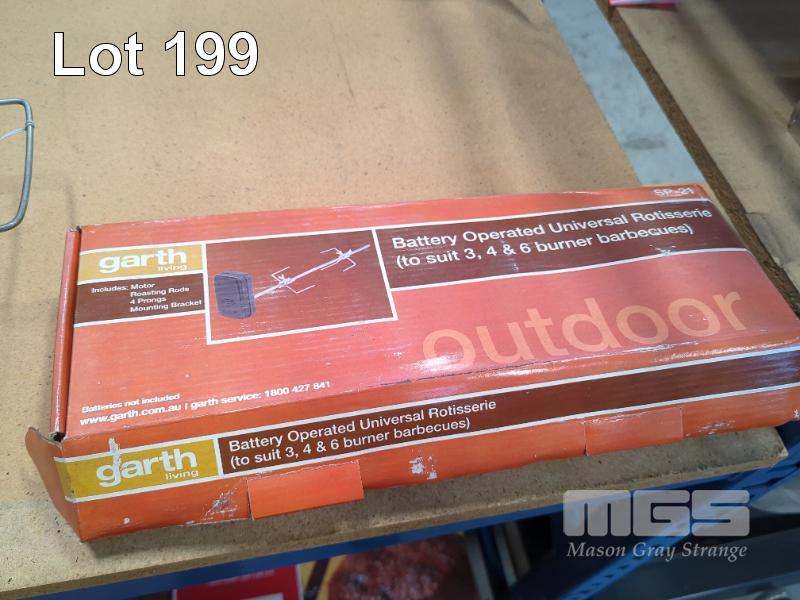 Lot 199
SP-21
garth
living
Includes: Motor
Roasting Rods
4 Prongs
Mounting Bracket
Battery Operated Universal Rotisserie
(to suit 3, 4 & 6 burner barbecues)
outdoor
Batteries not included
www.garth.com.au | garth service: 1800 427 841
garth
living
Battery Operated Universal Rotisserie
(to suit 3, 4 & 6 burner barbecues)
MGS
Mason Gray Strange